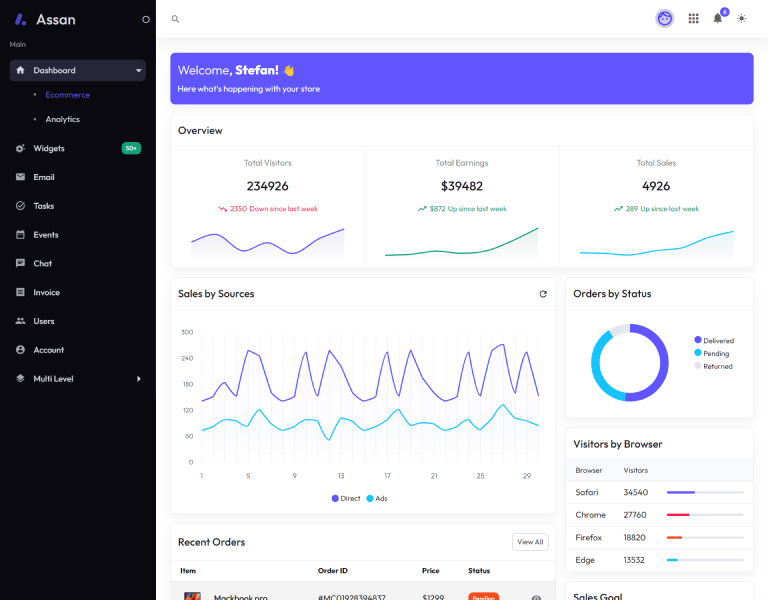 Assan
Main
Dashboard
Ecommerce
Analytics
Widgets 50+
Email
Tasks
Events
Chat
Invoice
Users
Account
Multi Level
6
Welcome, Stefan! 👋
Here what's happening with your store
Overview
Total Visitors
234926
2350 Down since last week
Total Earnings
$39482
$872 Up since last week
Total Sales
4926
289 Up since last week
Sales by Sources
300
240
180
120
60
0
1 5 9 13 17 21 25 29
Direct Ads
Orders by Status
Delivered
Pending
Returned
Visitors by Browser
Browser Visitors
Safari 34540
Chrome 27760
Firefox 18820
Edge 13532
Recent Orders View All
Item Order ID Price Status
Mackbook pro #MC01928394837 $1299 Pending
Sales Goal